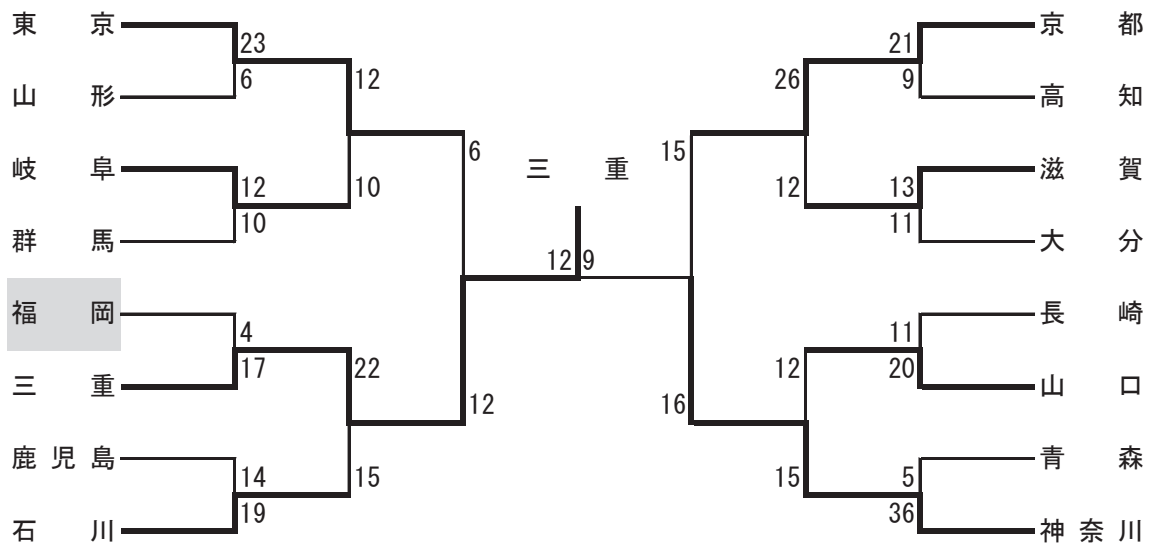 東京
23
6
山形
12
岐阜
12
10
群馬
10
6
福岡
4
17
三重
22
12
鹿児島
14
19
石川
15
三重
12 9
京都
21
9
高知
26
滋賀
13
11
大分
12
15
長崎
11
20
山口
12
16
青森
5
36
神奈川
15